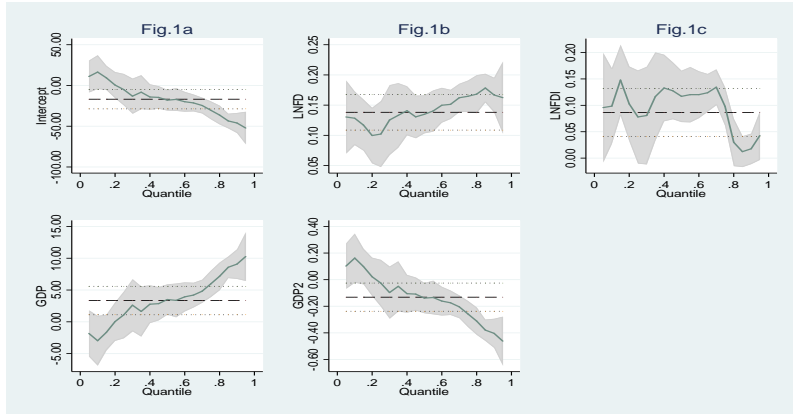 Fig.1a
Intercept
50.00
0.00
-50.00
-100.00
0 .2 .4 .6 .8 1
Quantile
Fig.1b
LNFD
0.25
0.20
0.15
0.10
0.05
0 .2 .4 .6 .8 1
Quantile
Fig.1c
LNFDI
0.20
0.15
0.10
0.05
0.00
0 .2 .4 .6 .8 1
Quantile
GDP
15.00
10.00
5.00
0.00
-5.00
0 .2 .4 .6 .8 1
Quantile
GDP2
0.40
0.20
0.00
-0.20
-0.40
-0.60
0 .2 .4 .6 .8 1
Quantile